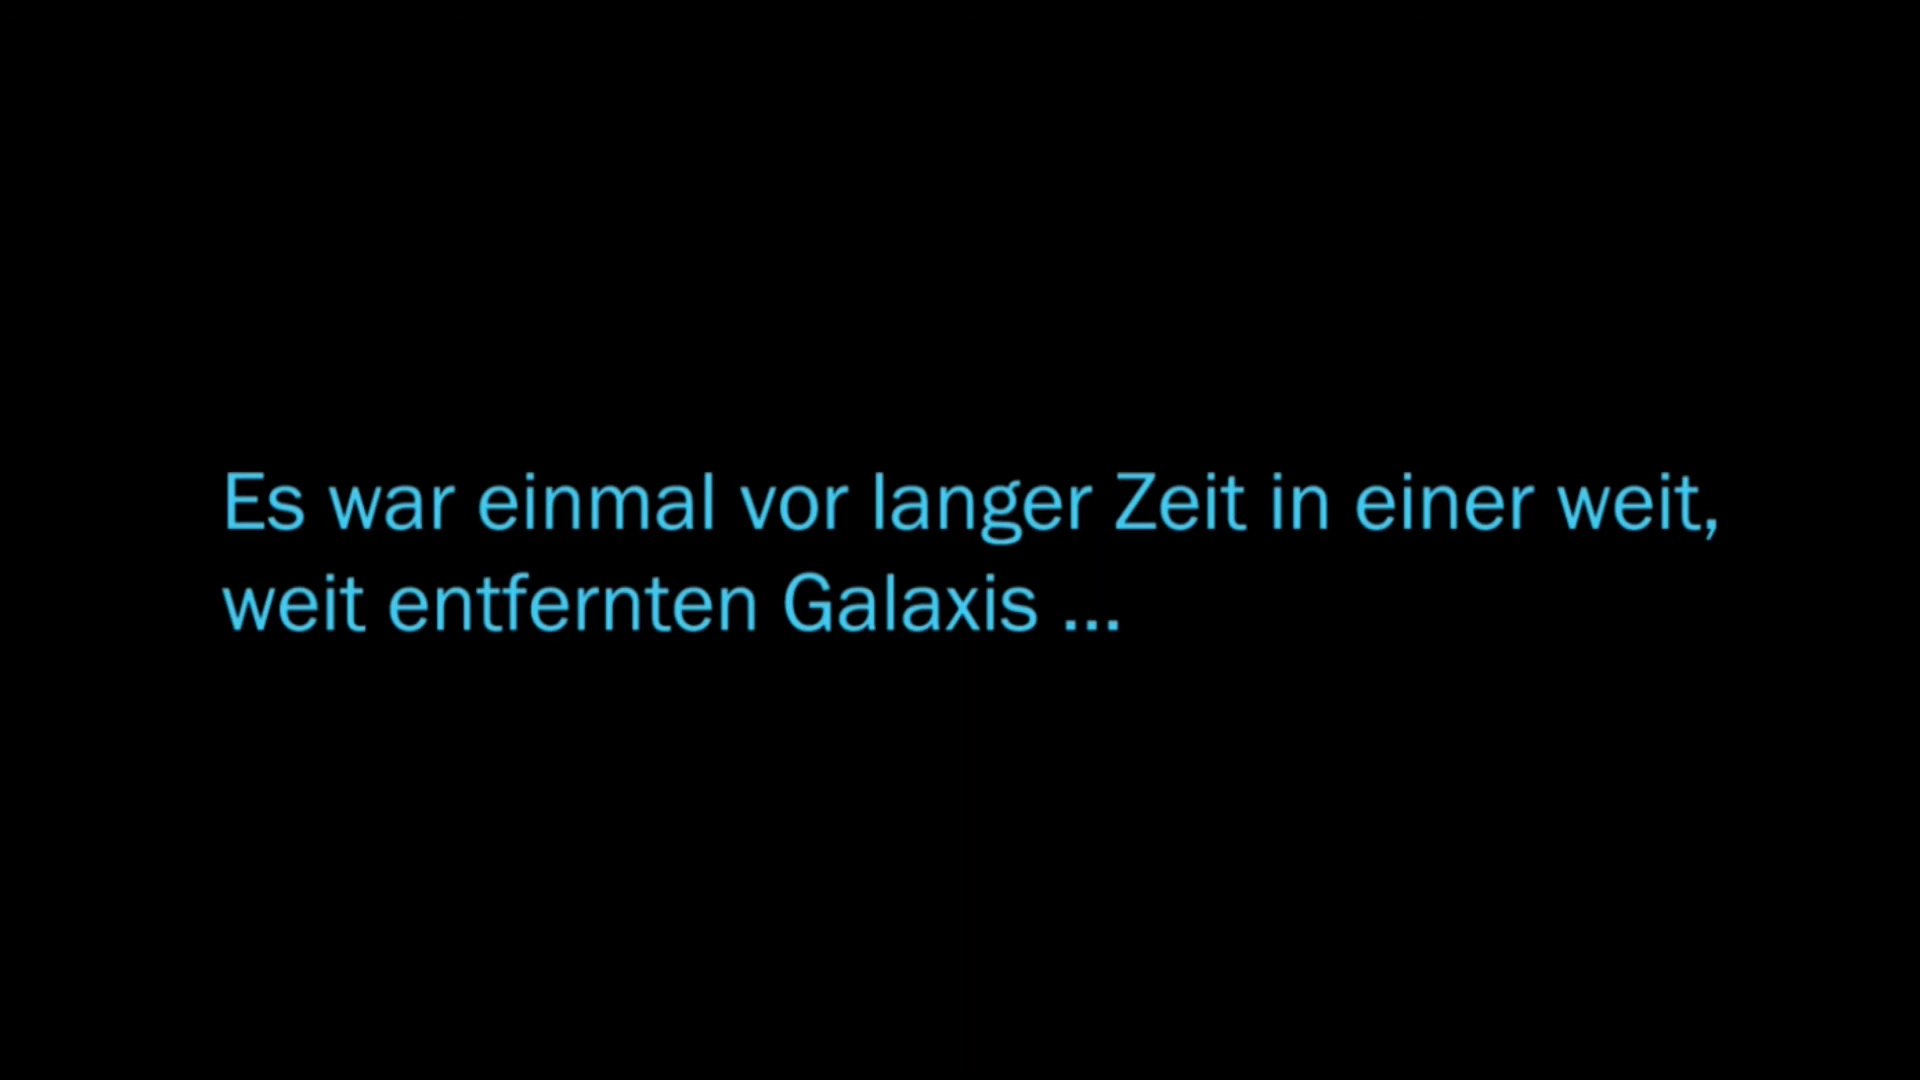 Es war einmal vor langer Zeit in einer weit,
weit entfernten Galaxis ...